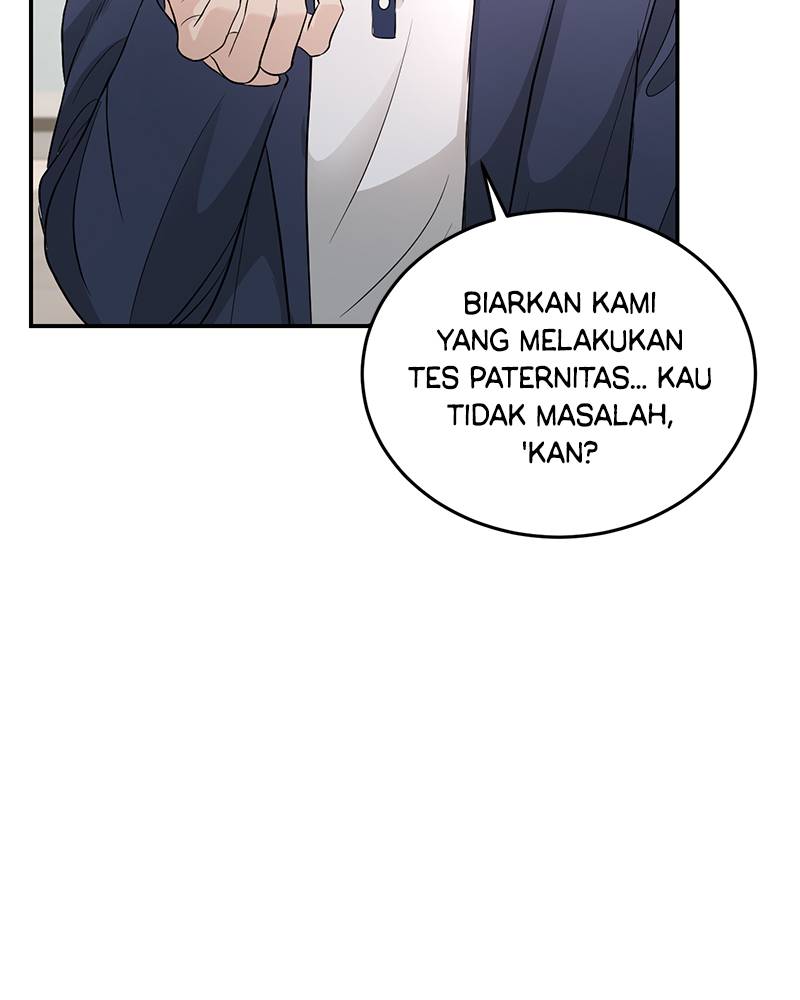 BIARKAN KAMI
YANG MELAKUKAN
TES PATERNITAS... KAU
TIDAK MASALAH,
'KAN?